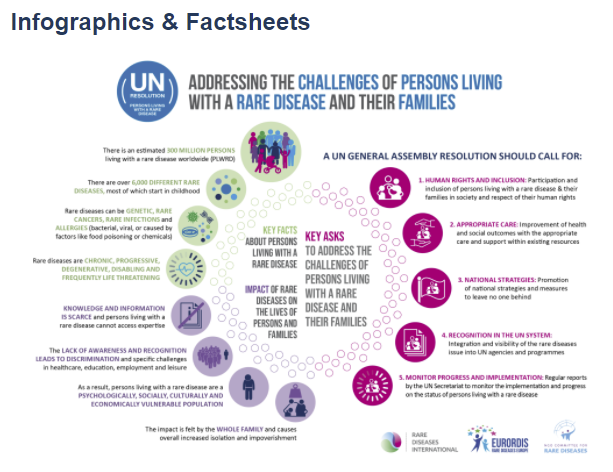 Infographics & Factsheets
UN
RESOLUTION
PERSONS LIVING
WITH A RARE
DISEASE
ADDRESSING THE CHALLENGES OF PERSONS LIVING
WITH A RARE DISEASE AND THEIR FAMILIES
There is an estimated 300 MILLION PERSONS
living with a rare disease worldwide (PLWRD)
There are over 6,000 DIFFERENT RARE
DISEASES, most of which start in childhood
Rare diseases can be GENETIC, RARE
CANCERS, RARE INFECTIONS and
ALLERGIES (bacterial, viral, or caused by
factors like food poisoning or chemicals)
Rare diseases are CHRONIC, PROGRESSIVE,
DEGENERATIVE, DISABLING AND
FREQUENTLY LIFE THREATENING
KNOWLEDGE AND INFORMATION
IS SCARCE and persons living with a
rare disease cannot access expertise
The LACK OF AWARENESS AND RECOGNITION
LEADS TO DISCRIMINATION and specific challenges
in healthcare, education, employment and leisure
As a result, persons living with a rare disease are a
PSYCHOLOGICALLY, SOCIALLY, CULTURALLY AND
ECONOMICALLY VULNERABLE POPULATION
The impact is felt by the WHOLE FAMILY and causes
overall increased isolation and impoverishment
KEY FACTS
ABOUT PERSONS
LIVING WITH A
RARE DISEASE
IMPACT OF RARE
DISEASES ON
THE LIVES OF
PERSONS AND
FAMILIES
KEY ASKS
TO ADDRESS THE
CHALLENGES OF
PERSONS LIVING
WITH A RARE
DISEASE AND
THEIR FAMILIES
A UN GENERAL ASSEMBLY RESOLUTION SHOULD CALL FOR:
1. HUMAN RIGHTS AND INCLUSION: Participation and
inclusion of persons living with a rare disease & their
families in society and respect of their human rights
2. APPROPRIATE CARE: Improvement of health
and social outcomes with the appropriate
care and support within existing resources
3. NATIONAL STRATEGIES: Promotion
of national strategies and measures
to leave no one behind
4. RECOGNITION IN THE UN SYSTEM:
Integration and visibility of the rare diseases
issue into UN agencies and programmes
5. MONITOR PROGRESS AND IMPLEMENTATION: Regular reports
by the UN Secretariat to monitor the implementation and progress
on the status of persons living with a rare disease
RARE
DISEASES
INTERNATIONAL
EURORDIS
RARE DISEASES EUROPE
NGO COMMITTEE FOR
RARE DISEASES